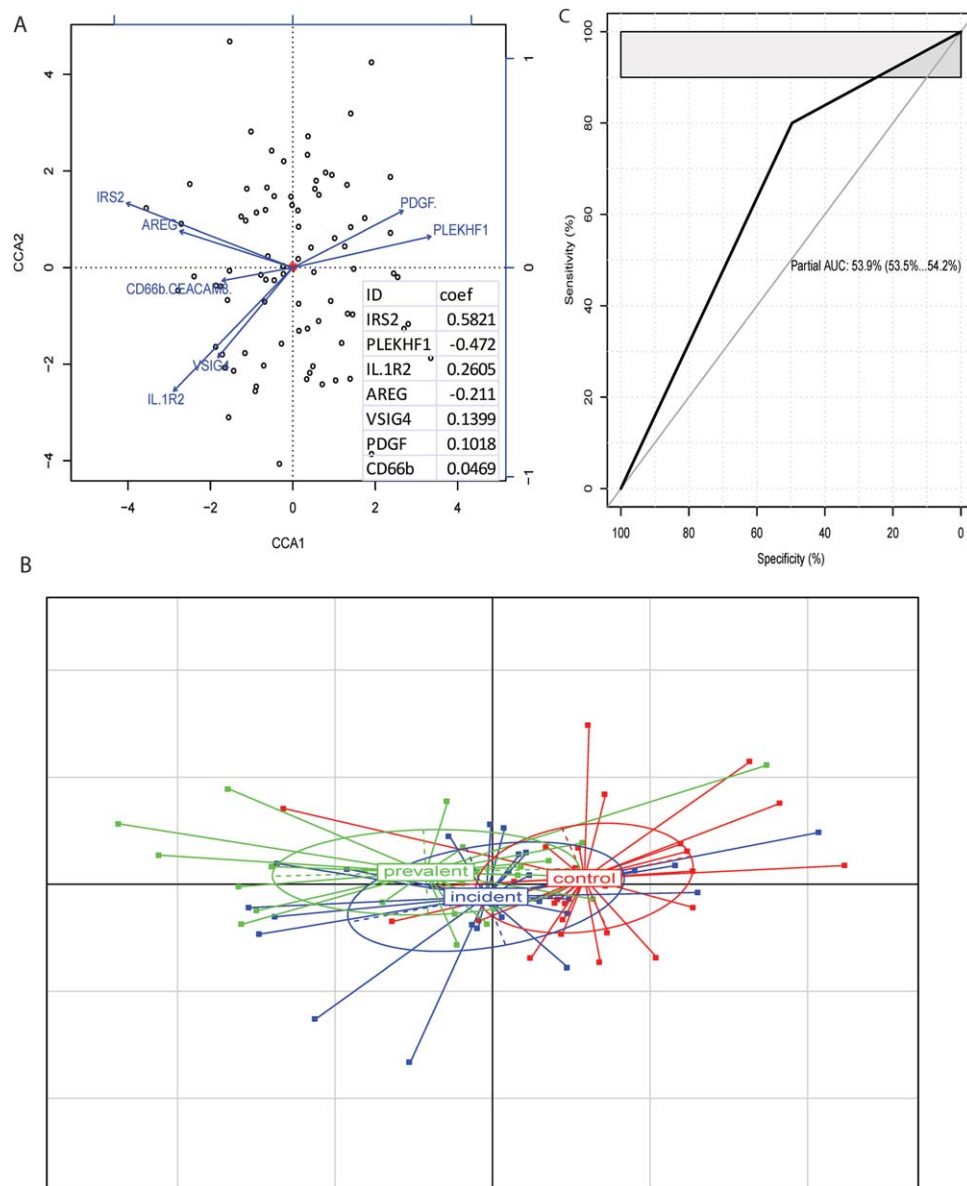 A
CCA2
4
2
0
−2
−4
1
0
−1
IRS2
AREG
CD66b.CEACAM8.
VSIG4
IL.1R2
PDGF.
PLEKHF1
ID coef
IRS2 0.5821
PLEKHF1 -0.472
IL.1R2 0.2605
AREG -0.211
VSIG4 0.1399
PDGF 0.1018
CD66b 0.0469
−4 −2 0 2 4
CCA1
C
Sensitivity (%)
100
80
60
40
20
0
Partial AUC: 53.9% (53.5%...54.2%)
100 80 60 40 20 0
Specificity (%)
B
prevalent
control
incident